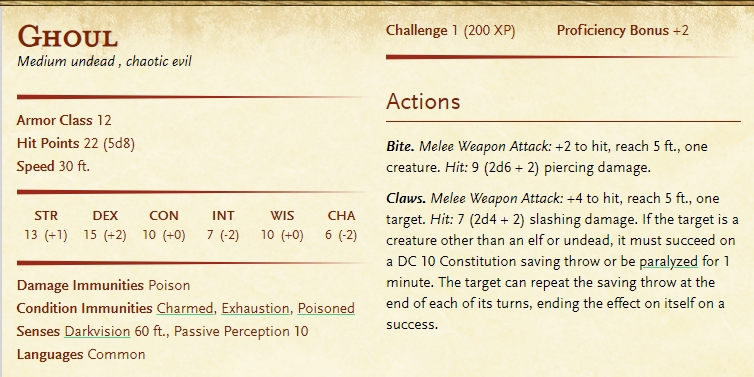 Ghoul
Medium undead , chaotic evil
Armor Class 12
Hit Points 22 (5d8)
Speed 30 ft.
STR DEX CON INT WIS CHA
13 (+1) 15 (+2) 10 (+0) 7 (-2) 10 (+0) 6 (-2)
Damage Immunities Poison
Condition Immunities Charmed, Exhaustion, Poisoned
Senses Darkvision 60 ft., Passive Perception 10
Languages Common
Challenge 1 (200 XP) Proficiency Bonus +2
Actions
Bite. Melee Weapon Attack: +2 to hit, reach 5 ft., one
creature. Hit: 9 (2d6 + 2) piercing damage.
Claws. Melee Weapon Attack: +4 to hit, reach 5 ft., one
target. Hit: 7 (2d4 + 2) slashing damage. If the target is a
creature other than an elf or undead, it must succeed on
a DC 10 Constitution saving throw or be paralyzed for 1
minute. The target can repeat the saving throw at the
end of each of its turns, ending the effect on itself on a
success.